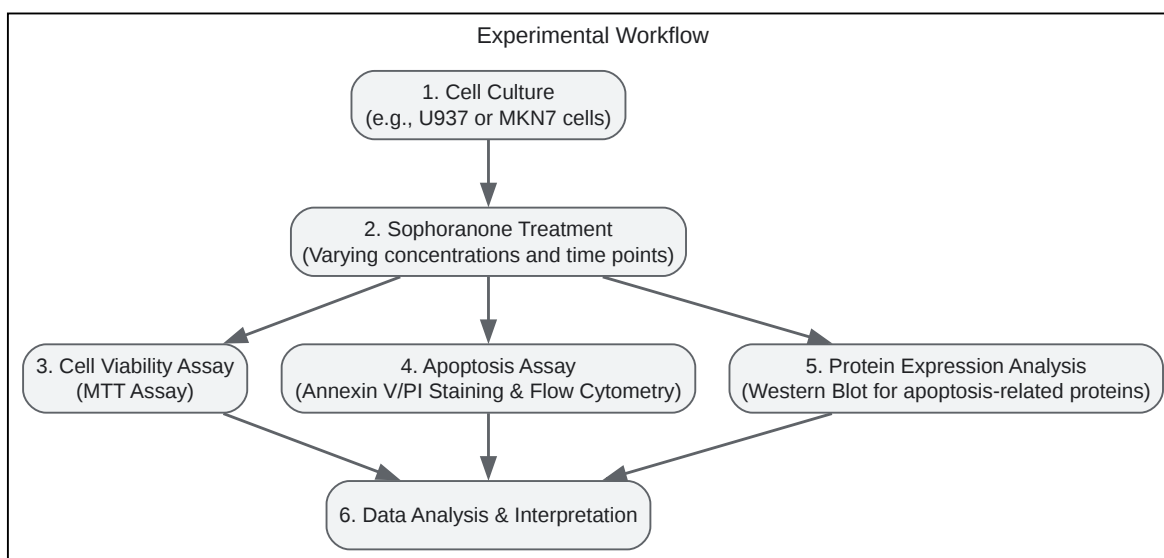 Experimental Workflow
1. Cell Culture
(e.g., U937 or MKN7 cells)
2. Sophoranone Treatment
(Varying concentrations and time points)
3. Cell Viability Assay
(MTT Assay)
4. Apoptosis Assay
(Annexin V/PI Staining & Flow Cytometry)
5. Protein Expression Analysis
(Western Blot for apoptosis-related proteins)
6. Data Analysis & Interpretation